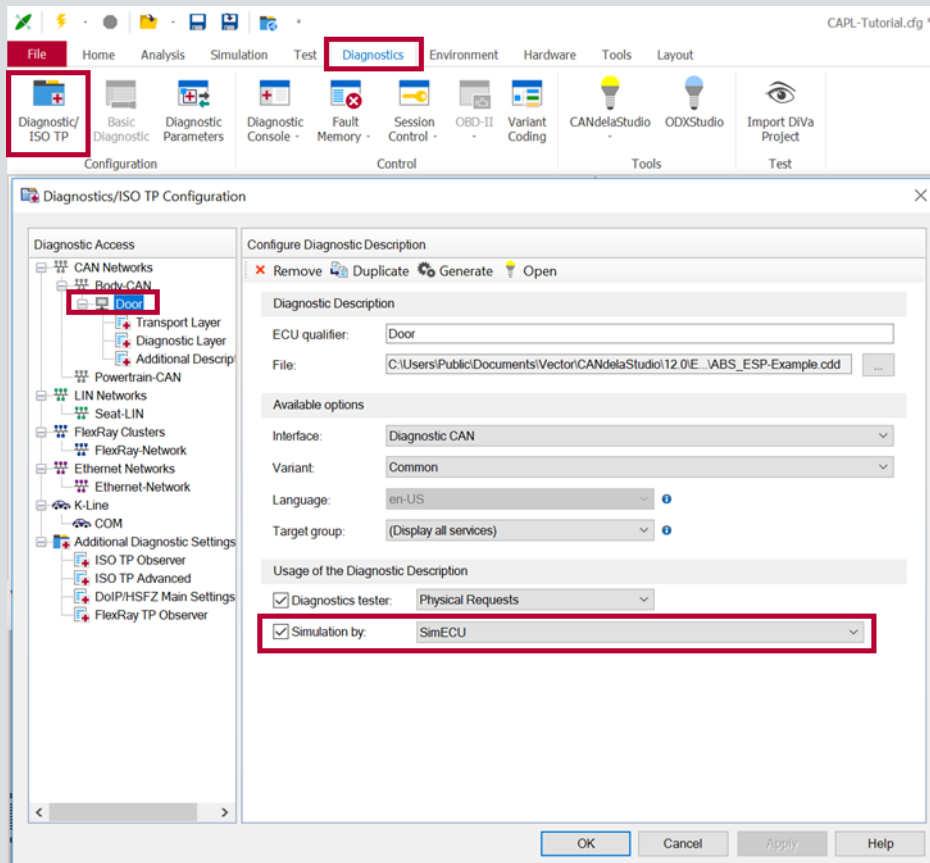 CAPL-Tutorial.cfg *
File Home Analysis Simulation Test Diagnostics Environment Hardware Tools Layout
Diagnostic/ ISO TP
Basic Diagnostic
Diagnostic Parameters
Diagnostic Console
Fault Memory
Session Control
OBD-II
Variant Coding
CANdelaStudio
ODXStudio
Import DiVa Project
Configuration Control Tools Test
Diagnostics/ISO TP Configuration
Diagnostic Access
CAN Networks
Body-CAN
Door
Transport Layer
Diagnostic Layer
Additional Descript
Powertrain-CAN
LIN Networks
Seat-LIN
FlexRay Clusters
FlexRay-Network
Ethernet Networks
Ethernet-Network
K-Line
COM
Additional Diagnostic Settings
ISO TP Observer
ISO TP Advanced
DoIP/HSFZ Main Settings
FlexRay TP Observer
Configure Diagnostic Description
Remove Duplicate Generate Open
Diagnostic Description
ECU qualifier: Door
File: C:\Users\Public\Documents\Vector\CANdelaStudio\12.0\E...\ABS_ESP-Example.cdd ...
Available options
Interface: Diagnostic CAN
Variant: Common
Language: en-US
Target group: (Display all services)
Usage of the Diagnostic Description
Diagnostics tester: Physical Requests
Simulation by: SimECU
OK Cancel Apply Help